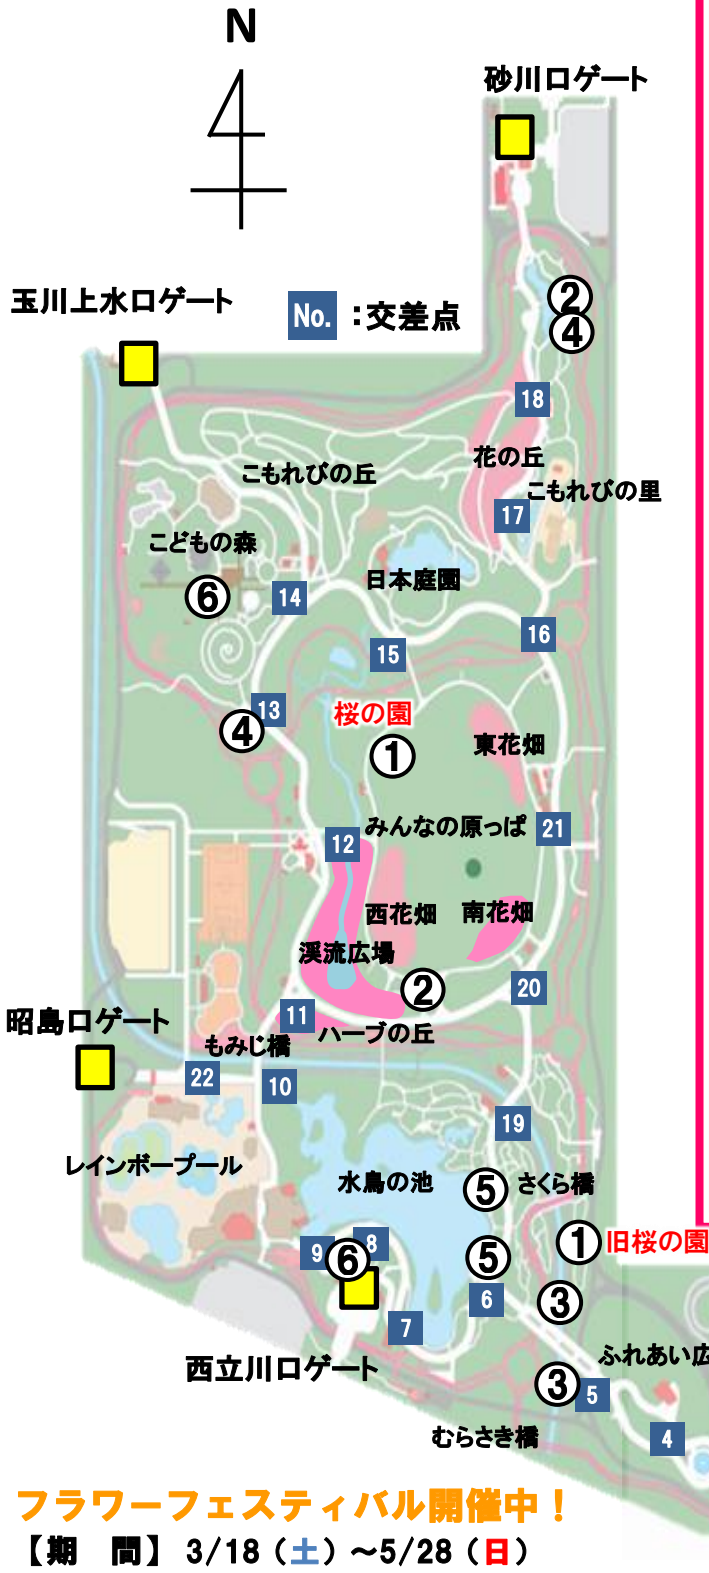 N
砂川口ゲート
玉川上水口ゲート
No. ：交差点
②
④
18
花の丘
こもれびの丘
こもれびの里
17
こどもの森
日本庭園
⑥
14
16
15
13
桜の園
④
①
東花畑
みんなの原っぱ
21
12
西花畑
南花畑
渓流広場
②
20
11
ハーブの丘
昭島口ゲート
もみじ橋
22
10
19
レインボープール
水鳥の池
⑤
さくら橋
①
旧桜の園
9
8
⑥
⑤
6
③
7
西立川口ゲート
ふれあい広
③
5
むらさき橋
4
フラワーフェスティバル開催中！
【期　間】 3/18（土）～5/28（日）